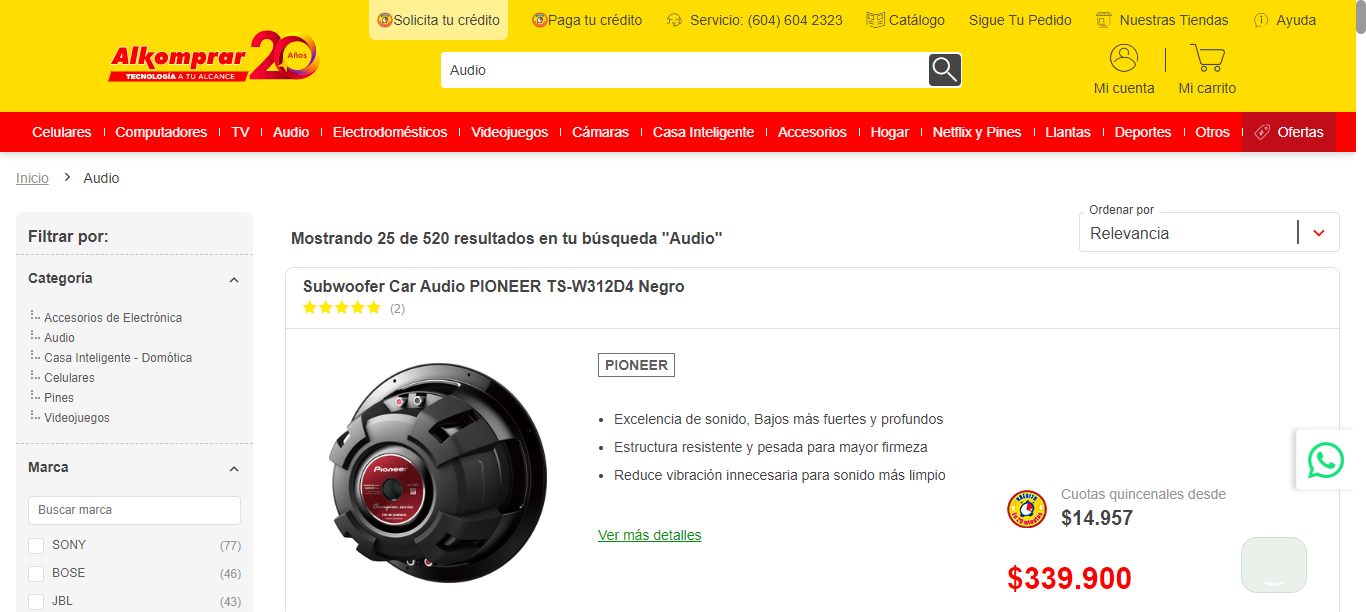 Solicita tu crédito
Paga tu crédito
Servicio: (604) 604 2323
Catálogo
Sigue Tu Pedido
Nuestras Tiendas
Ayuda
Alkomprar 20 Años
TECNOLOGÍA A TU ALCANCE
Audio
Mi cuenta
Mi carrito
Celulares
Computadores
TV
Audio
Electrodomésticos
Videojuegos
Cámaras
Casa Inteligente
Accesorios
Hogar
Netflix y Pines
Llantas
Deportes
Otros
Ofertas
Inicio > Audio
Filtrar por:
Categoría
Accesorios de Electrónica
Audio
Casa Inteligente - Domótica
Celulares
Pines
Videojuegos
Marca
Buscar marca
SONY (77)
BOSE (46)
JBL (43)
Mostrando 25 de 520 resultados en tu búsqueda "Audio"
Ordenar por
Relevancia
Subwoofer Car Audio PIONEER TS-W312D4 Negro
(2)
Pioneer
Champion series
PIONEER
Excelencia de sonido, Bajos más fuertes y profundos
Estructura resistente y pesada para mayor firmeza
Reduce vibración innecesaria para sonido más limpio
Ver más detalles
Cuotas quincenales desde
$14.957
$339.900